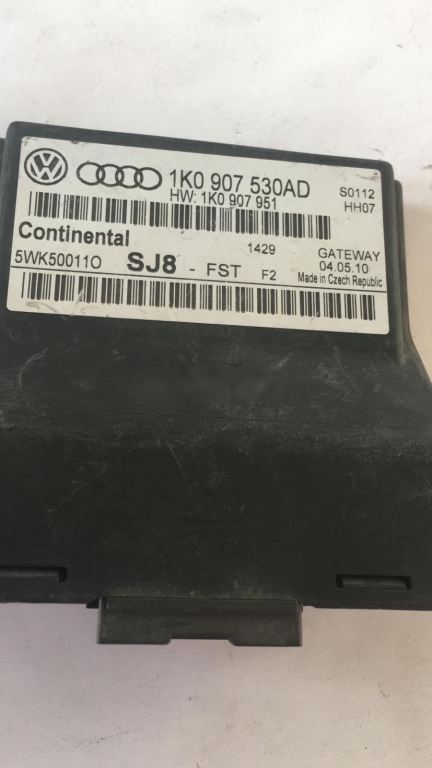 1K0 907 530AD
S0112
HW: 1K0 907 951
HH07
Continental
1429
GATEWAY
5WK50011O
SJ8 - FST F2
04.05.10
Made in Czech Republic